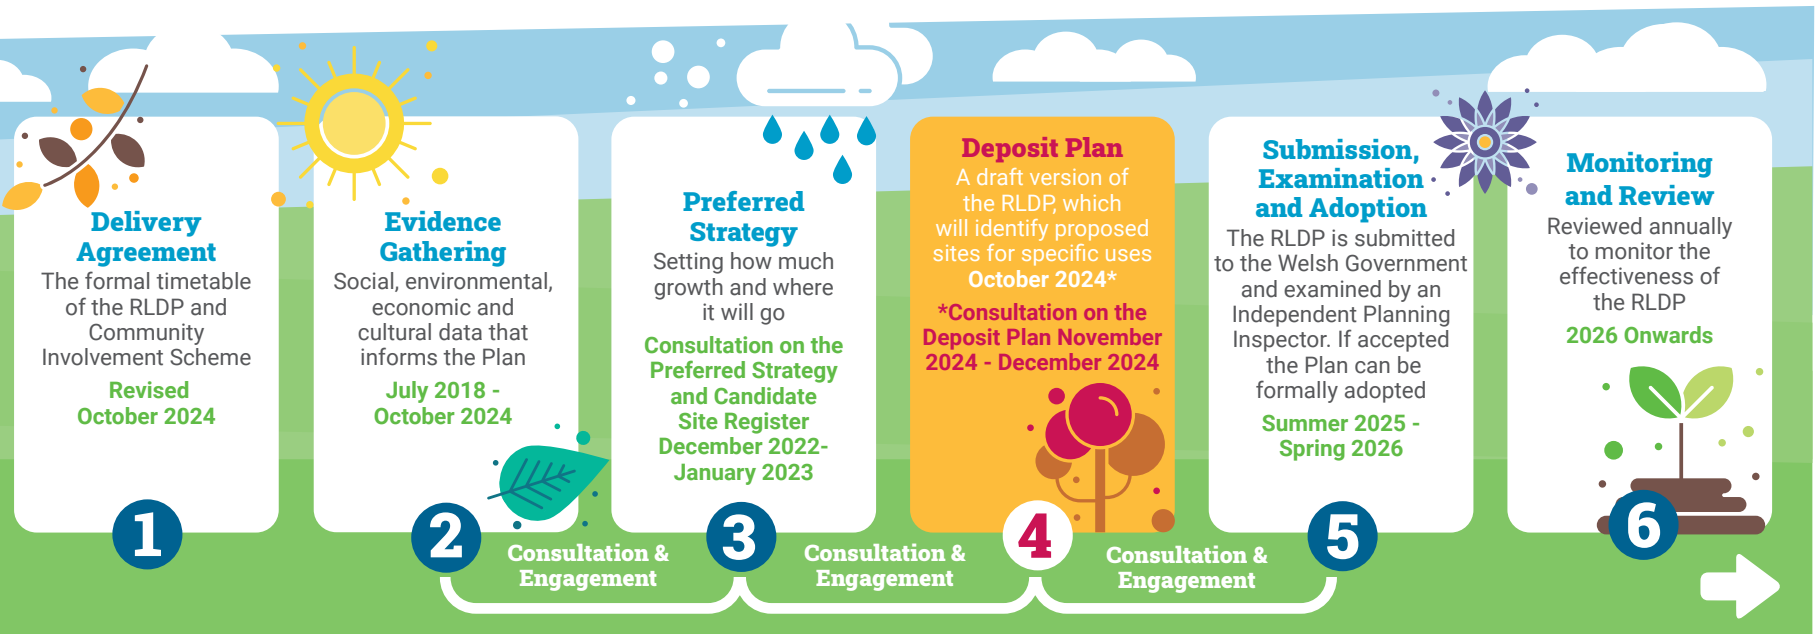 Delivery
Agreement
The formal timetable
of the RLDP and
Community
Involvement Scheme
Revised
October 2024
1
Evidence
Gathering
Social, environmental,
economic and
cultural data that
informs the Plan
July 2018 -
October 2024
2
Preferred
Strategy
Setting how much
growth and where
it will go
Consultation on the
Preferred Strategy
and Candidate
Site Register
December 2022-
January 2023
3
Deposit Plan
A draft version of
the RLDP, which
will identify proposed
sites for specific uses
October 2024*
*Consultation on the
Deposit Plan November
2024 - December 2024
4
Submission,
Examination
and Adoption
The RLDP is submitted
to the Welsh Government
and examined by an
Independent Planning
Inspector. If accepted
the Plan can be
formally adopted
Summer 2025 -
Spring 2026
5
Monitoring
and Review
Reviewed annually
to monitor the
effectiveness of
the RLDP
2026 Onwards
6
Consultation &
Engagement
Consultation &
Engagement
Consultation &
Engagement